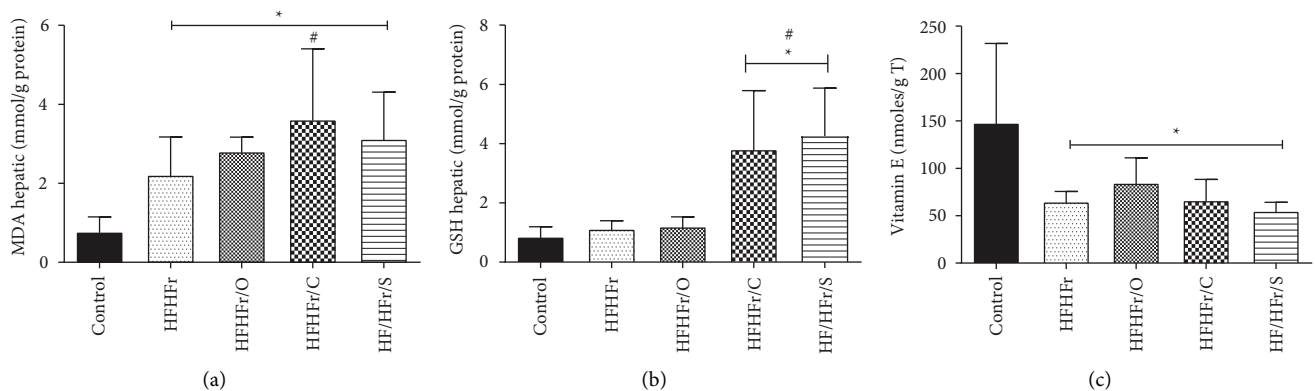 MDA hepatic (mmol/g protein)
6
4
2
0
*
#
Control
HFHFr
HFHFr/O
HFHFr/C
HF/HFr/S
(a)
GSH hepatic (mmol/g protein)
8
6
4
2
0
#
*
Control
HFHFr
HFHFr/O
HFHFr/C
HF/HFr/S
(b)
Vitamin E (nmoles/g T)
250
200
150
100
50
0
*
Control
HFHFr
HFHFr/O
HFHFr/C
HF/HFr/S
(c)